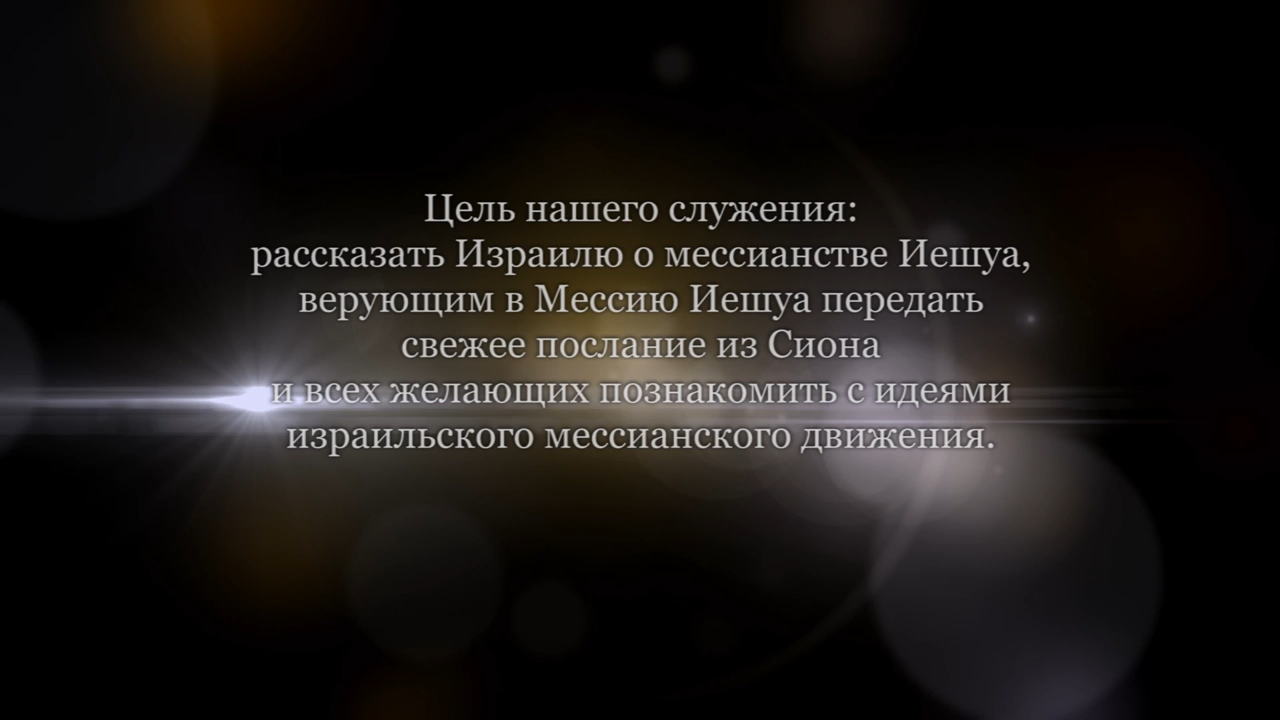 Цель нашего служения:
рассказать Израилю о мессианстве Иешуа,
верующим в Мессию Иешуа передать
свежее послание из Сиона
и всех желающих познакомить с идеями
израильского мессианского движения.